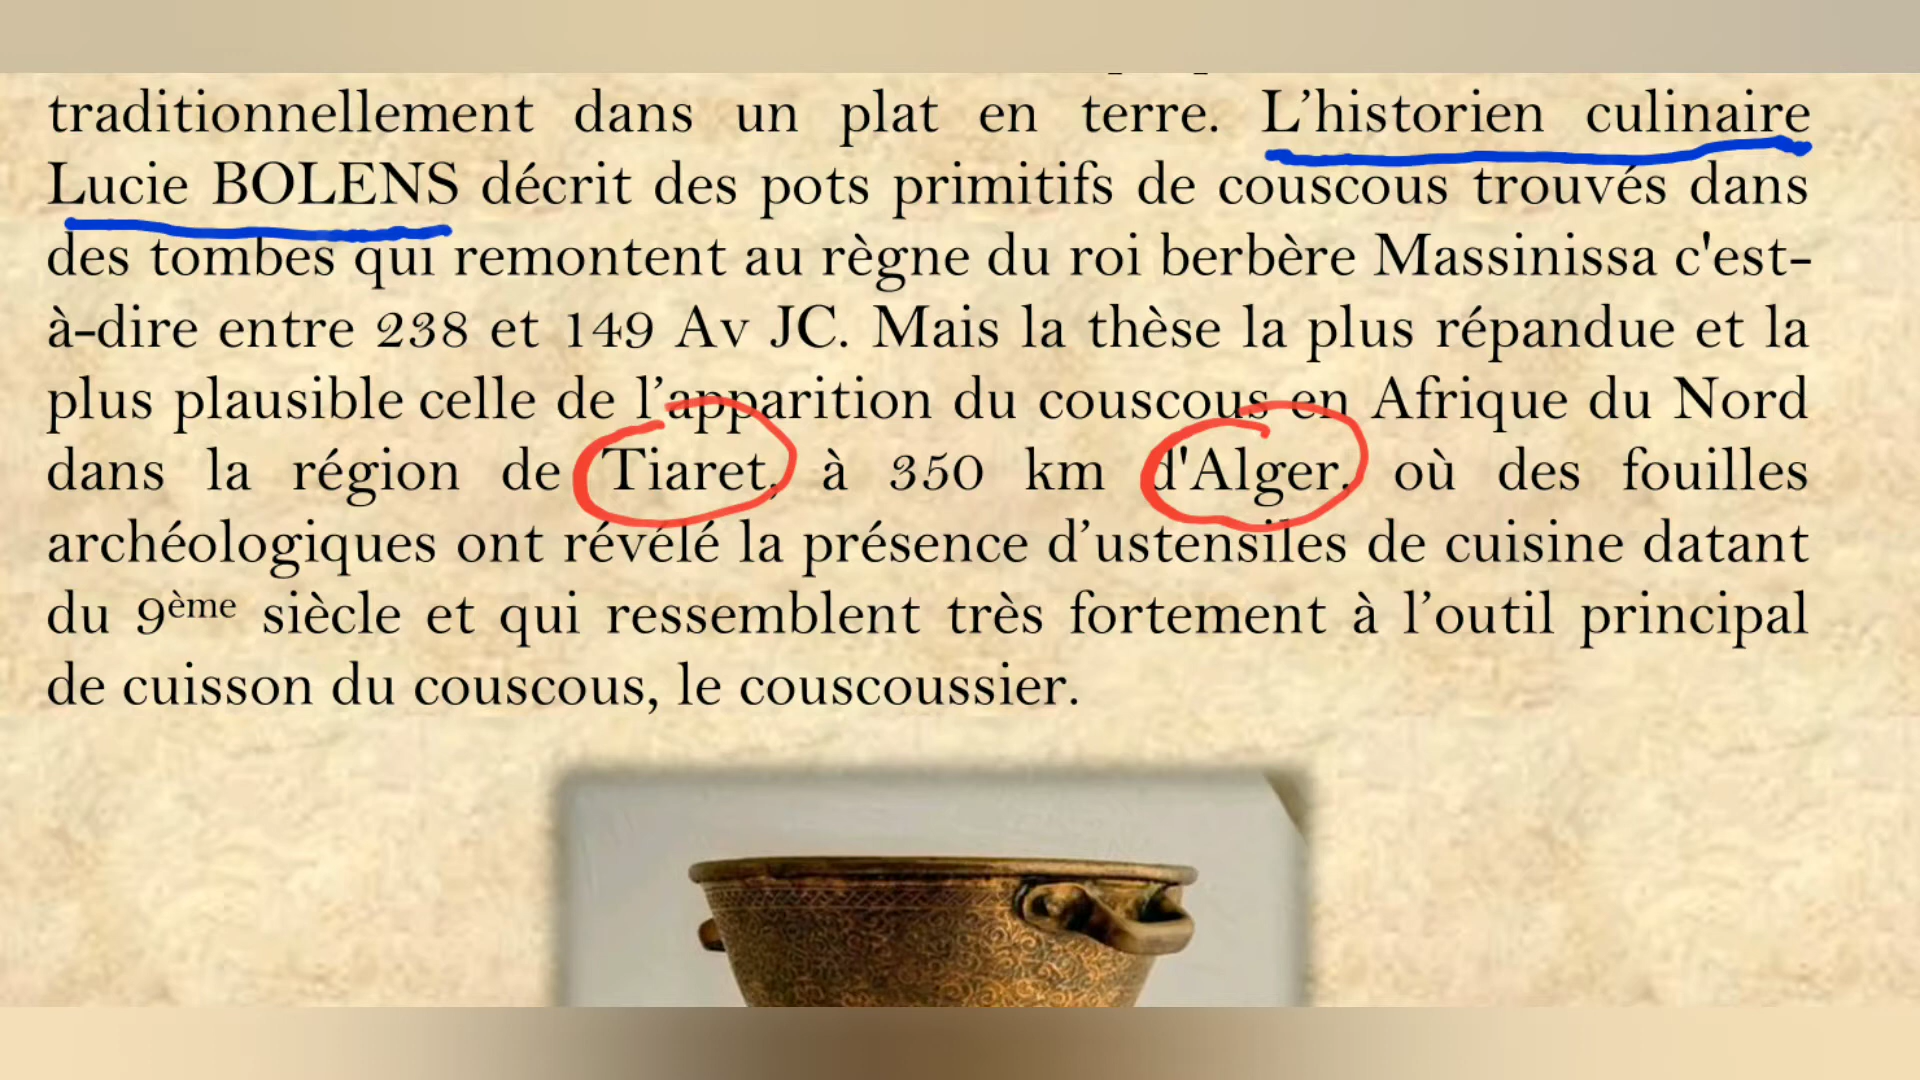 traditionnellement dans un plat en terre. L’historien culinaire
Lucie BOLENS décrit des pots primitifs de couscous trouvés dans
des tombes qui remontent au règne du roi berbère Massinissa c'est-
à-dire entre 238 et 149 Av JC. Mais la thèse la plus répandue et la
plus plausible celle de l’apparition du couscous en Afrique du Nord
dans la région de Tiaret, à 350 km d'Alger, où des fouilles
archéologiques ont révélé la présence d’ustensiles de cuisine datant
du 9ème siècle et qui ressemblent très fortement à l’outil principal
de cuisson du couscous, le couscoussier.